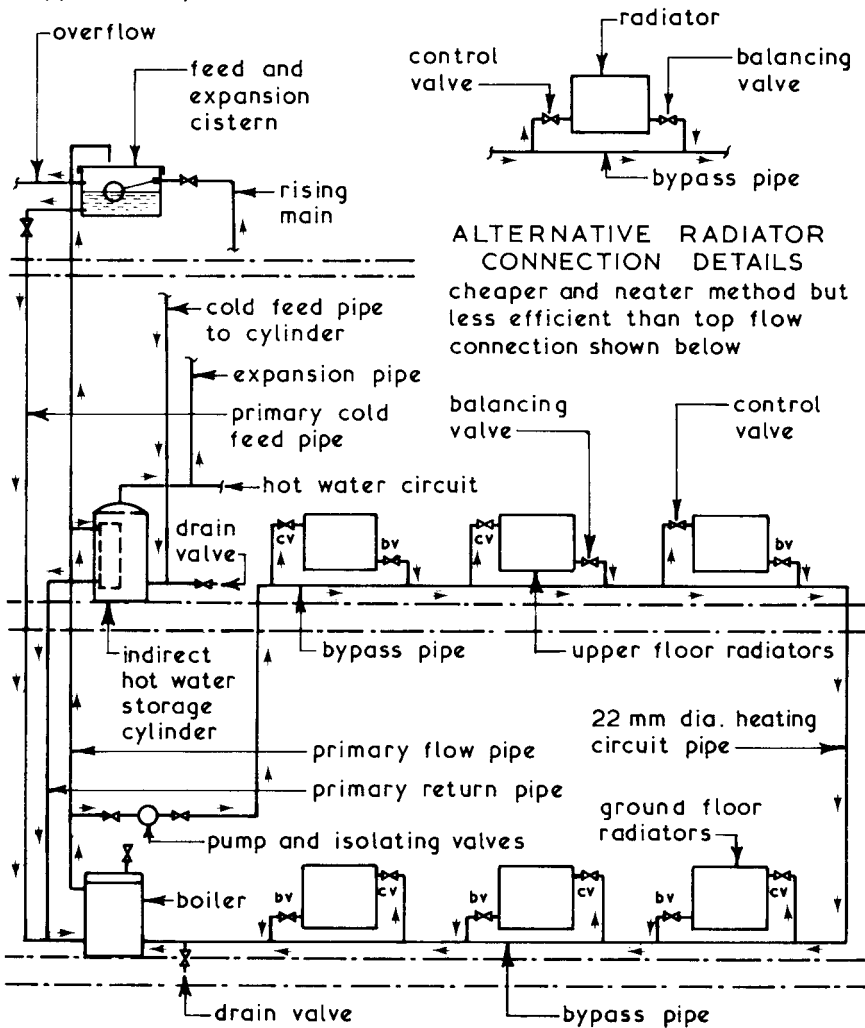 overflow
feed and
expansion
cistern
rising
main
radiator
control
valve
balancing
valve
bypass pipe
ALTERNATIVE RADIATOR
CONNECTION DETAILS
cheaper and neater method but
less efficient than top flow
connection shown below
cold feed pipe
to cylinder
expansion pipe
primary cold
feed pipe
balancing
valve
control
valve
hot water circuit
drain
valve
cv
bv
cv
bv
indirect
hot water
storage
cylinder
bypass pipe
upper floor radiators
22 mm dia. heating
circuit pipe
primary flow pipe
primary return pipe
pump and isolating valves
ground floor
radiators
boiler
bv
cv
bv
cv
bv
cv
drain valve
bypass pipe